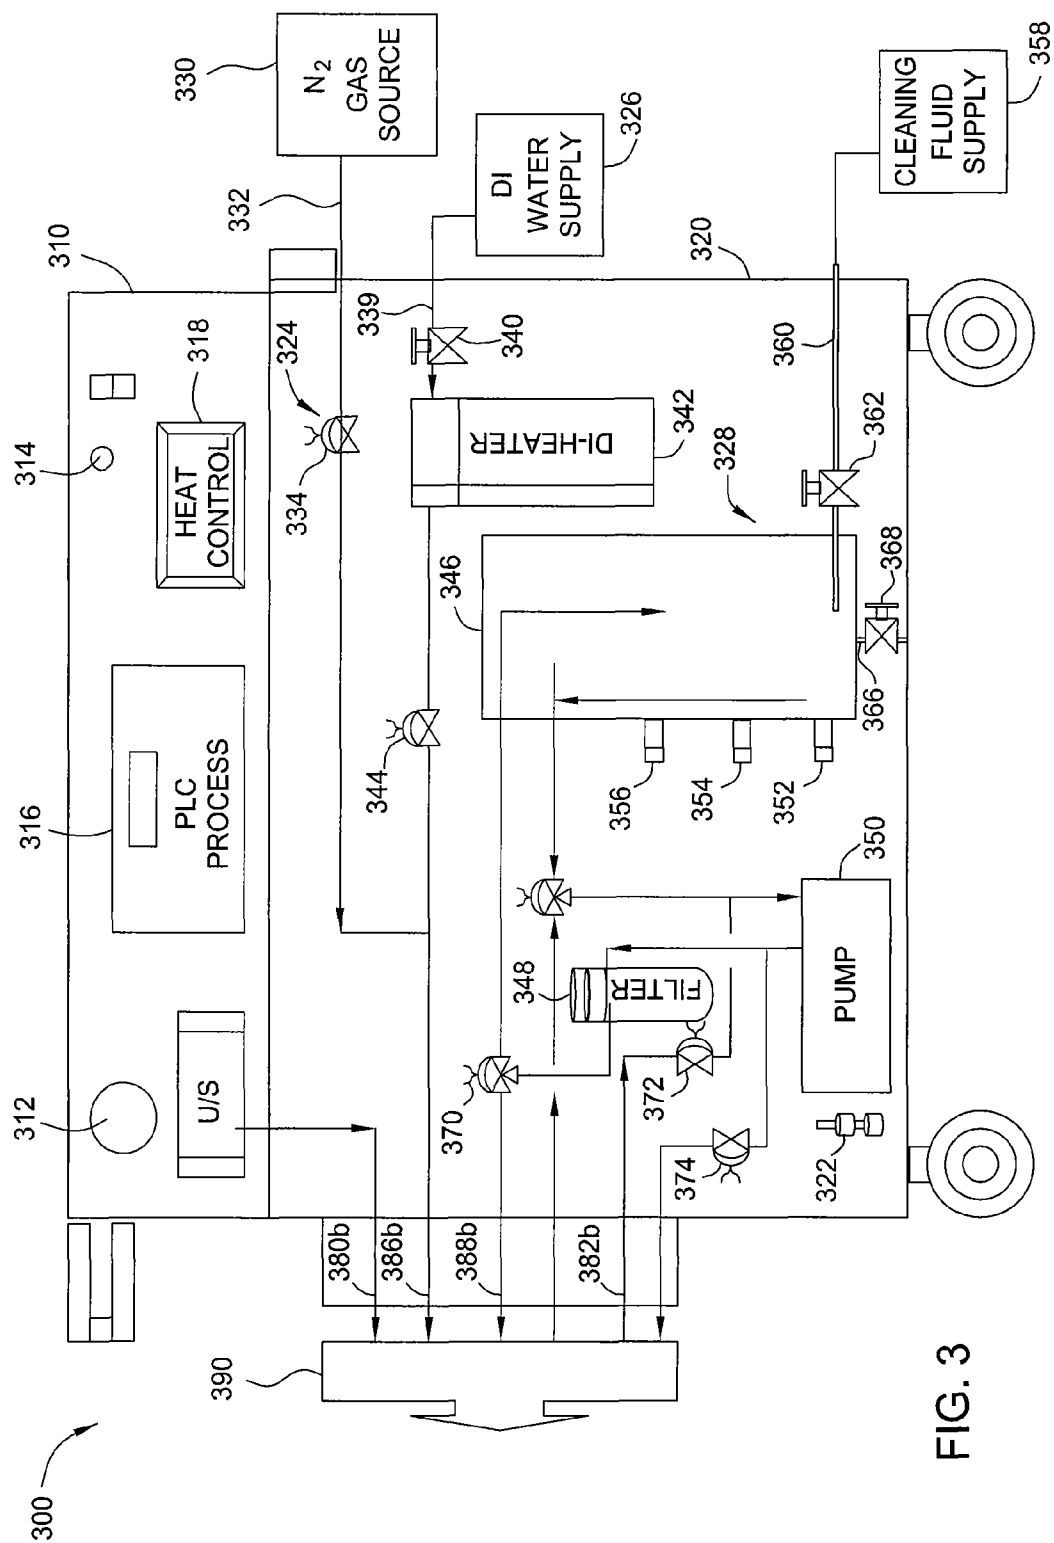 FIG. 3
300
310
312
314
316
PLC
PROCESS
318
HEAT
CONTROL
U/S
330
N2
GAS
SOURCE
332
324
334
326
DI
WATER
SUPPLY
339
340
DI-HEATER
342
344
320
328
346
358
CLEANING
FLUID
SUPPLY
360
362
366
368
356
354
352
350
PUMP
348
FILTER
370
372
374
322
380b
386b
388b
382b
390